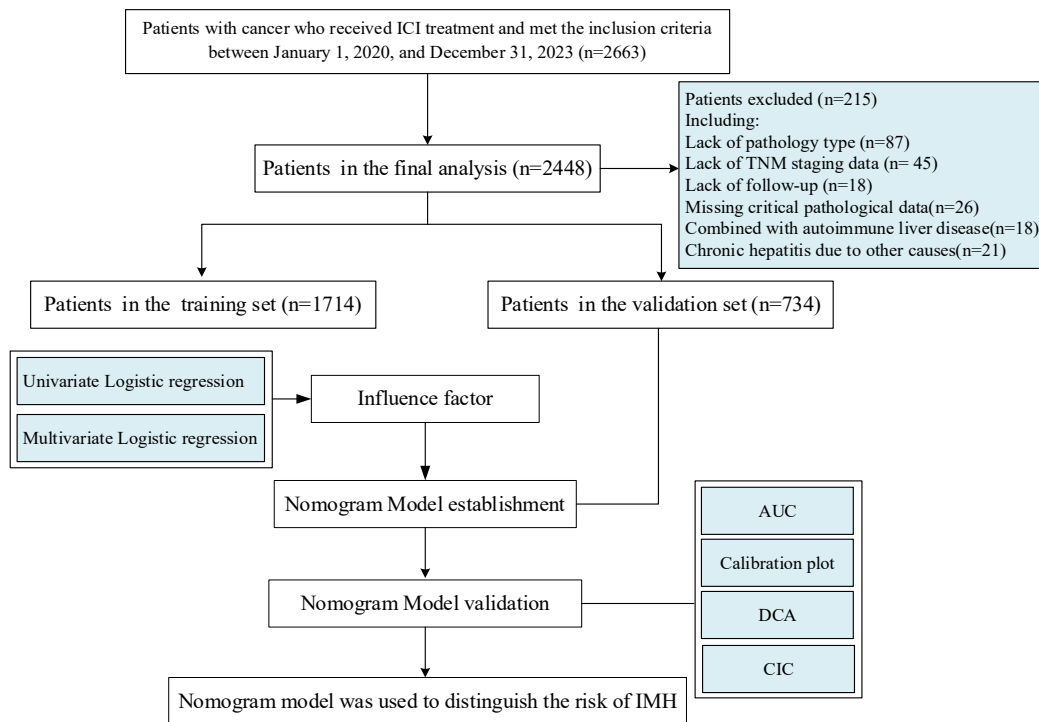 Patients with cancer who received ICI treatment and met the inclusion criteria
between January 1, 2020, and December 31, 2023 (n=2663)
Patients excluded (n=215)
Including:
Lack of pathology type (n=87)
Lack of TNM staging data (n= 45)
Lack of follow-up (n=18)
Missing critical pathological data(n=26)
Combined with autoimmune liver disease(n=18)
Chronic hepatitis due to other causes(n=21)
Patients in the final analysis (n=2448)
Patients in the training set (n=1714)
Patients in the validation set (n=734)
Univariate Logistic regression
Multivariate Logistic regression
Influence factor
Nomogram Model establishment
AUC
Calibration plot
DCA
CIC
Nomogram Model validation
Nomogram model was used to distinguish the risk of IMH